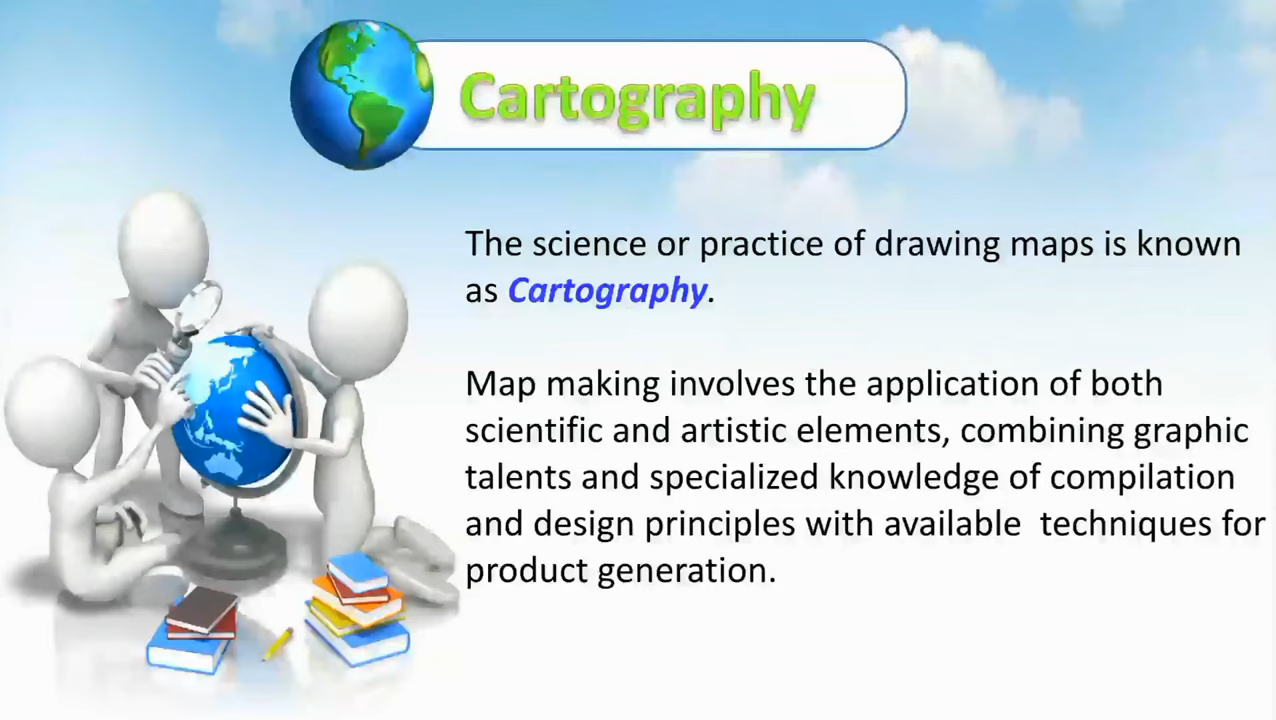 Cartography
The science or practice of drawing maps is known
as Cartography.
Map making involves the application of both
scientific and artistic elements, combining graphic
talents and specialized knowledge of compilation
and design principles with available  techniques for
product generation.